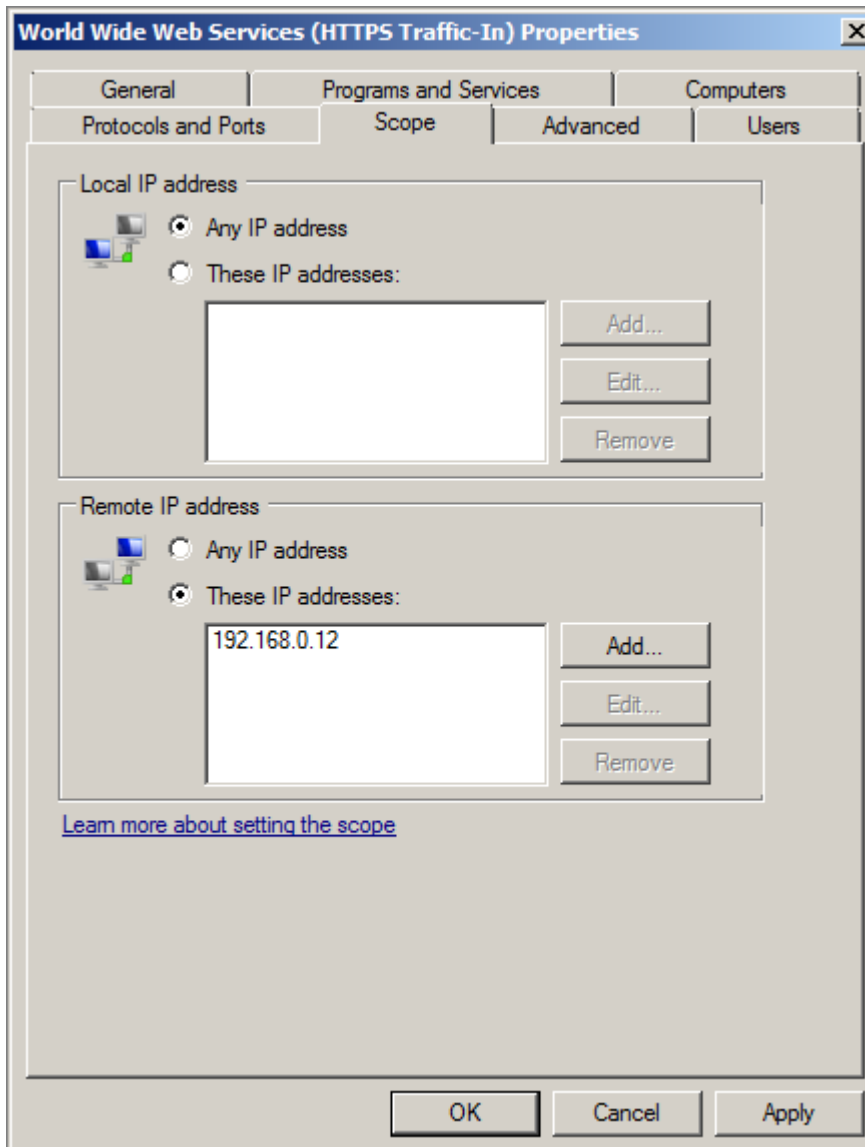 World Wide Web Services (HTTPS Traffic-In) Properties
General Programs and Services Computers
Protocols and Ports Scope Advanced Users
Local IP address
Any IP address
These IP addresses:
Add...
Edit...
Remove
Remote IP address
Any IP address
These IP addresses:
192.168.0.12
Add...
Edit...
Remove
Learn more about setting the scope
OK Cancel Apply